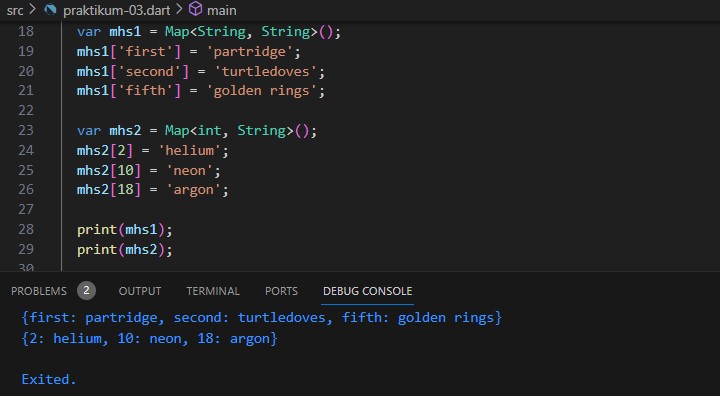 src > praktikum-03.dart > main
18 var mhs1 = Map<String, String>();
19 mhs1['first'] = 'partridge';
20 mhs1['second'] = 'turtledoves';
21 mhs1['fifth'] = 'golden rings';
22
23 var mhs2 = Map<int, String>();
24 mhs2[2] = 'helium';
25 mhs2[10] = 'neon';
26 mhs2[18] = 'argon';
27
28 print(mhs1);
29 print(mhs2);
30
PROBLEMS 2 OUTPUT TERMINAL PORTS DEBUG CONSOLE
{first: partridge, second: turtledoves, fifth: golden rings}
{2: helium, 10: neon, 18: argon}
Exited.